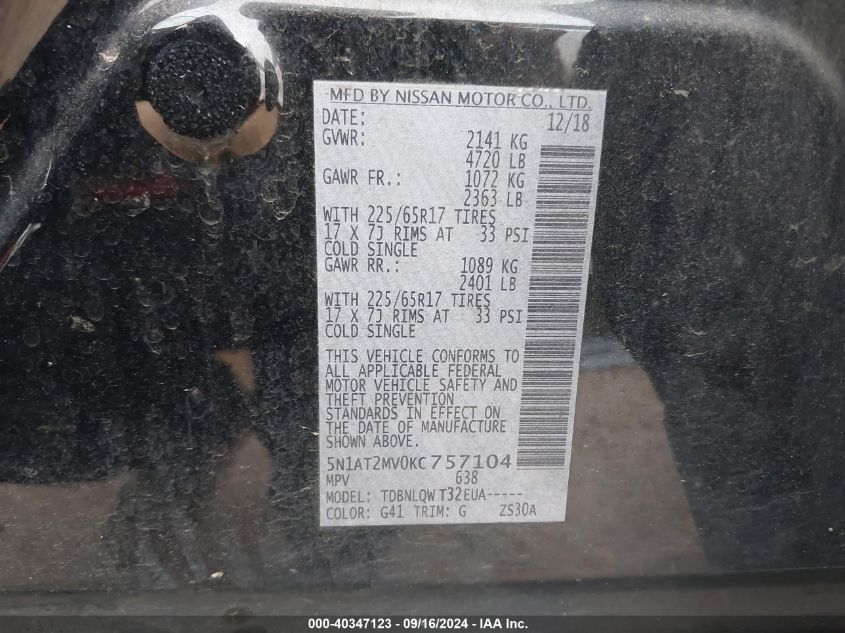 MFD BY NISSAN MOTOR CO., LTD.
DATE: 12/18
GVWR: 2141 KG
4720 LB
GAWR FR.: 1072 KG
2363 LB
WITH 225/65R17 TIRES
17 X 7J RIMS AT 33 PSI
COLD SINGLE
GAWR RR.: 1089 KG
2401 LB
WITH 225/65R17 TIRES
17 X 7J RIMS AT 33 PSI
COLD SINGLE
THIS VEHICLE CONFORMS TO
ALL APPLICABLE FEDERAL
MOTOR VEHICLE SAFETY AND
THEFT PREVENTION
STANDARDS IN EFFECT ON
THE DATE OF MANUFACTURE
SHOWN ABOVE.
5N1AT2MV0KC757104
MPV 638
MODEL: TDBNLQWT32EUA-----
COLOR: G41 TRIM: G ZS30A
000-40347123 - 09/16/2024 - IAA Inc.